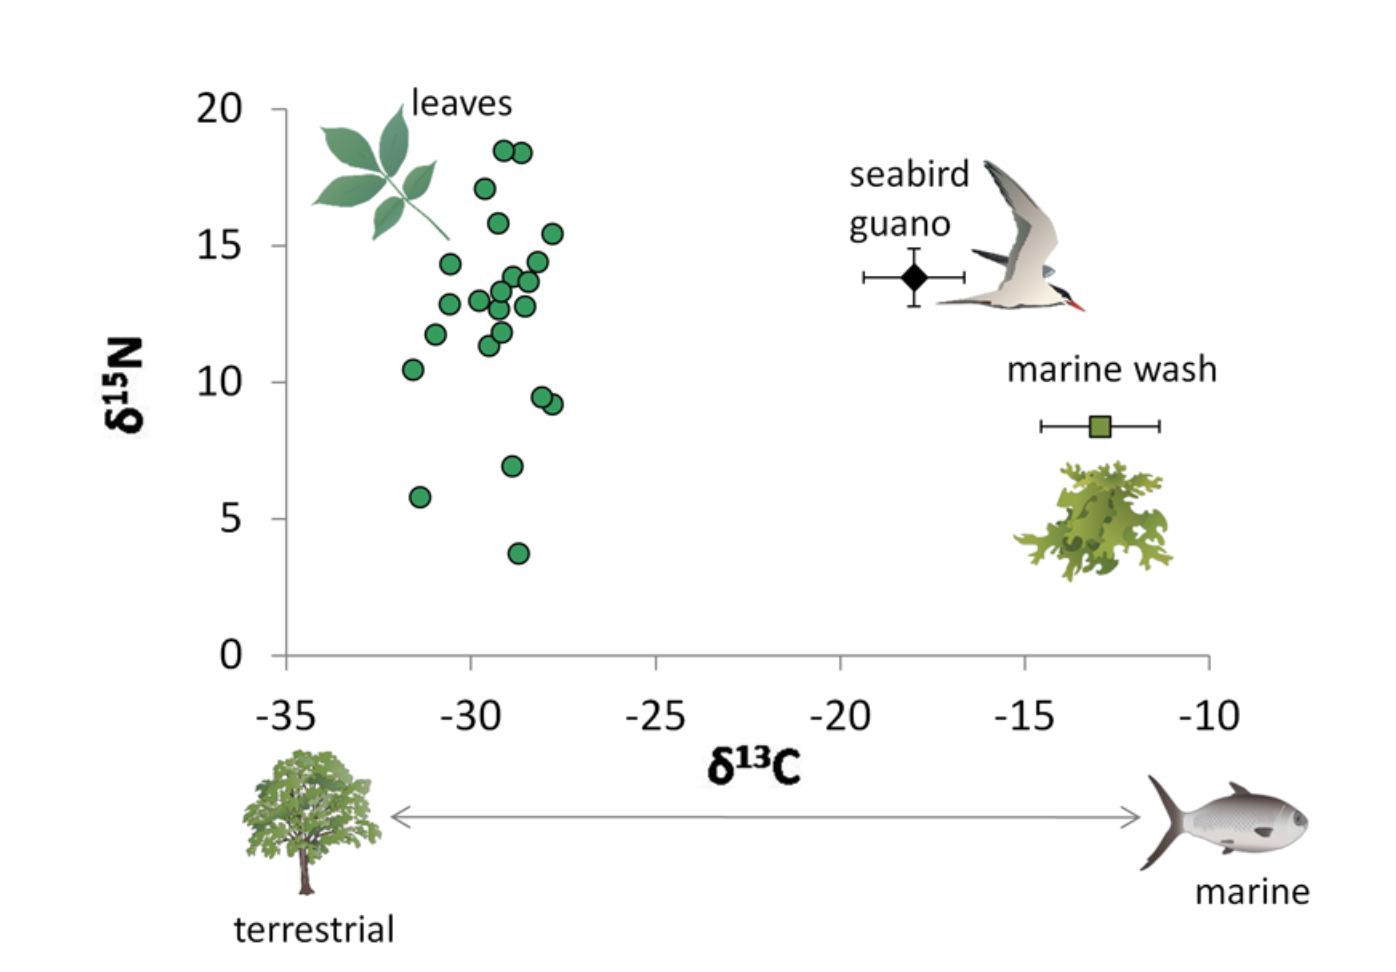 leaves
20
seabird
guano
15
marine wash
δ¹⁵N
10
5
0
-35 -30 -25 -20 -15 -10
δ¹³C
marine
terrestrial